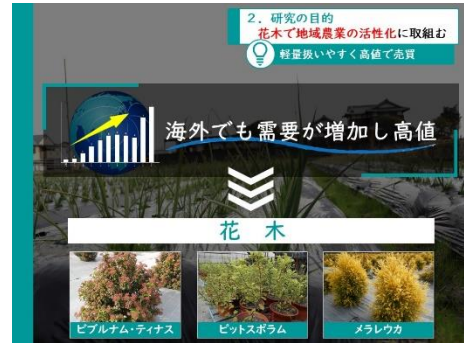 2．研究の目的
花木で地域農業の活性化に取組む
軽量扱いやすく高値で売買
海外でも需要が増加し高値
花　木
ビブルナム・ティナス
ピットスポラム
メラレウカ